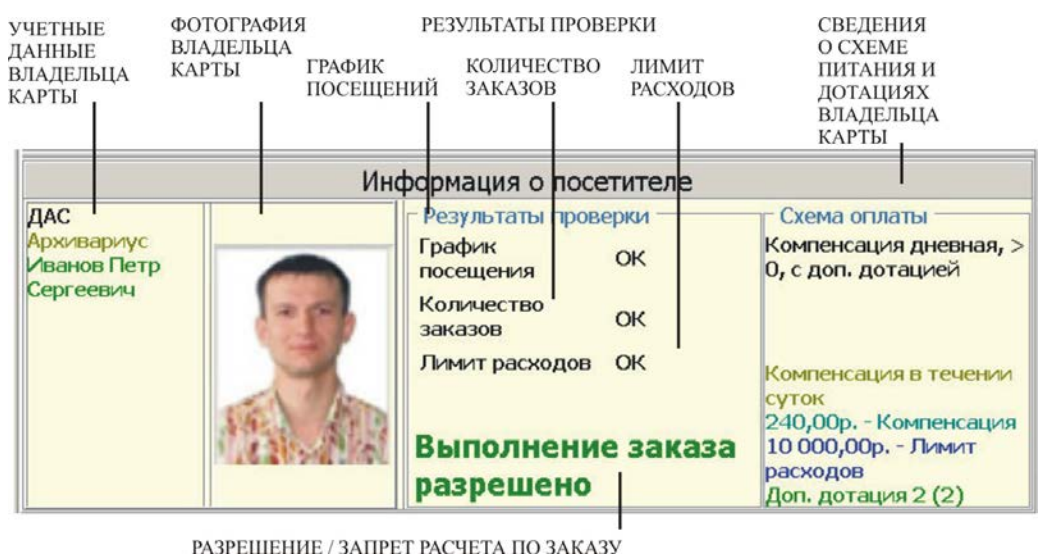 УЧЕТНЫЕ
ДАННЫЕ
ВЛАДЕЛЬЦА
КАРТЫ
ФОТОГРАФИЯ
ВЛАДЕЛЬЦА
КАРТЫ
РЕЗУЛЬТАТЫ ПРОВЕРКИ
ГРАФИК
ПОСЕЩЕНИЙ
КОЛИЧЕСТВО
ЗАКАЗОВ
ЛИМИТ
РАСХОДОВ
СВЕДЕНИЯ
О СХЕМЕ
ПИТАНИЯ И
ДОТАЦИЯХ
ВЛАДЕЛЬЦА
КАРТЫ
Информация о посетителе
ДАС
Архивариус
Иванов Петр
Сергеевич
Результаты проверки
График
посещения
ОК
Количество
заказов
ОК
Лимит расходов ОК
Выполнение заказа
разрешено
Схема оплаты
Компенсация дневная, >
0, с доп. дотацией
Компенсация в течении
суток
240,00р. - Компенсация
10 000,00р. - Лимит
расходов
Доп. дотация 2 (2)
РАЗРЕШЕНИЕ / ЗАПРЕТ РАСЧЕТА ПО ЗАКАЗУ